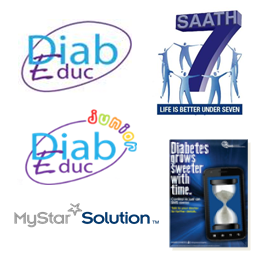 Diab
Educ
SAATH
7
LIFE IS BETTER UNDER SEVEN
Diab
junior
Educ
MyStar Solution™
Diabetes
grows
sweeter
with
time..